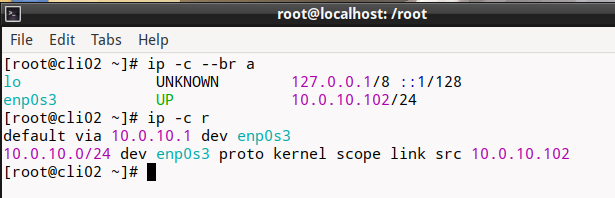 root@localhost: /root
File Edit Tabs Help
[root@cli02 ~]# ip -c --br a
lo UNKNOWN 127.0.0.1/8 ::1/128
enp0s3 UP 10.0.10.102/24
[root@cli02 ~]# ip -c r
default via 10.0.10.1 dev enp0s3
10.0.10.0/24 dev enp0s3 proto kernel scope link src 10.0.10.102
[root@cli02 ~]#